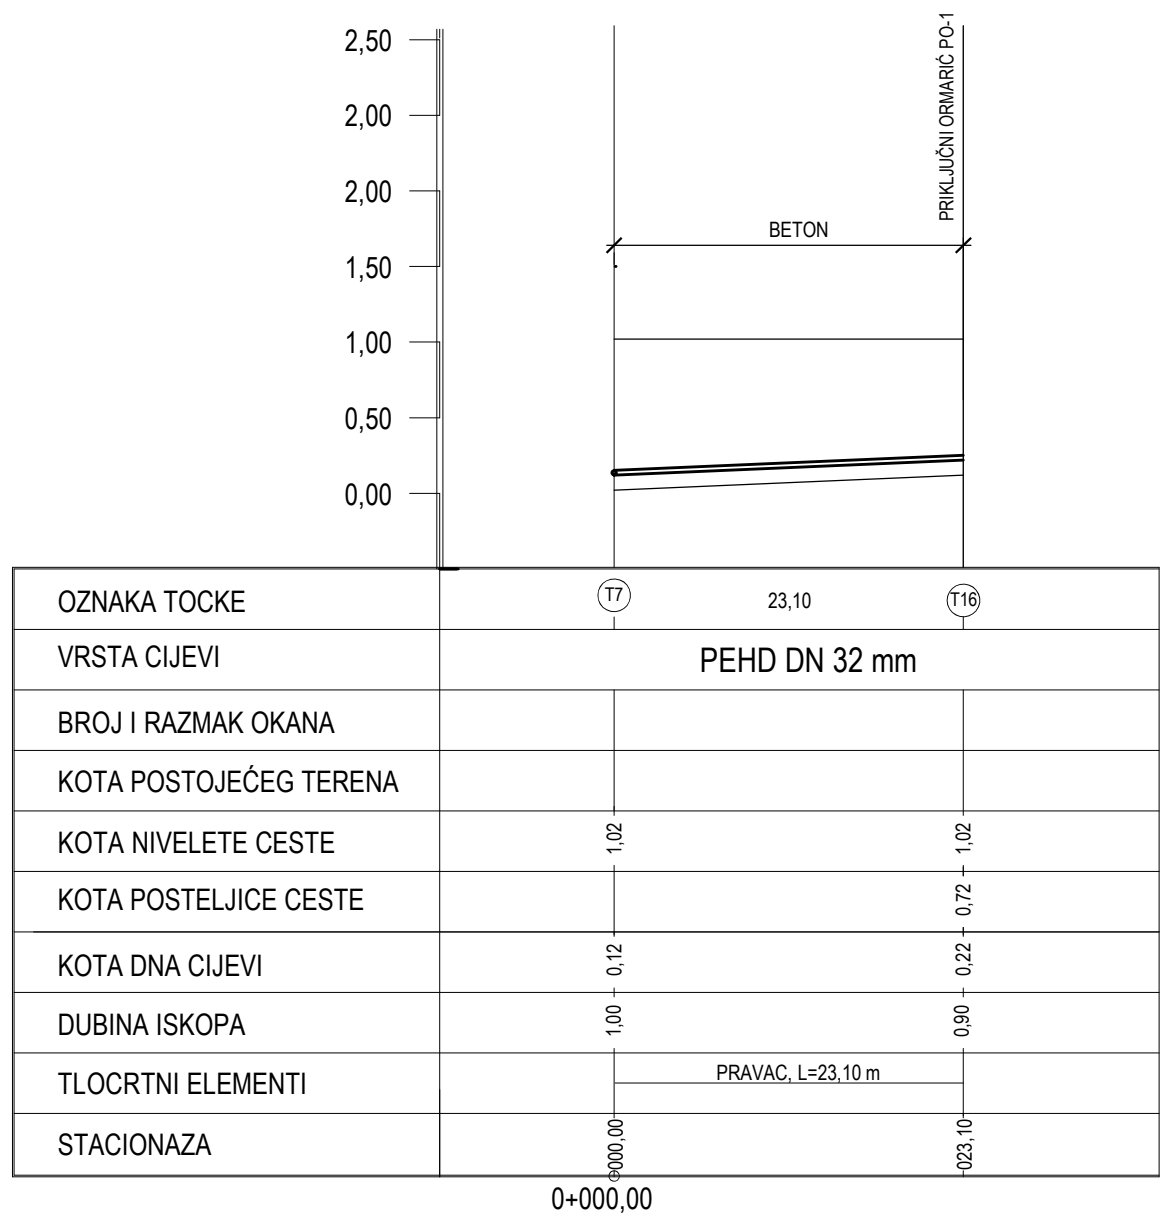 2,50
2,00
2,00
1,50
1,00
0,50
0,00
PRIKLJUČNI ORMARIĆ PO-1
BETON
OZNAKA TOCKE T7 23,10 T16
VRSTA CIJEVI PEHD DN 32 mm
BROJ I RAZMAK OKANA
KOTA POSTOJEĆEG TERENA
KOTA NIVELETE CESTE 1,02 1,02
KOTA POSTELJICE CESTE 0,72
KOTA DNA CIJEVI 0,12 0,22
DUBINA ISKOPA 1,00 0,90
TLOCRTNI ELEMENTI PRAVAC, L=23,10 m
STACIONAZA 000,00 023,10
0+000,00